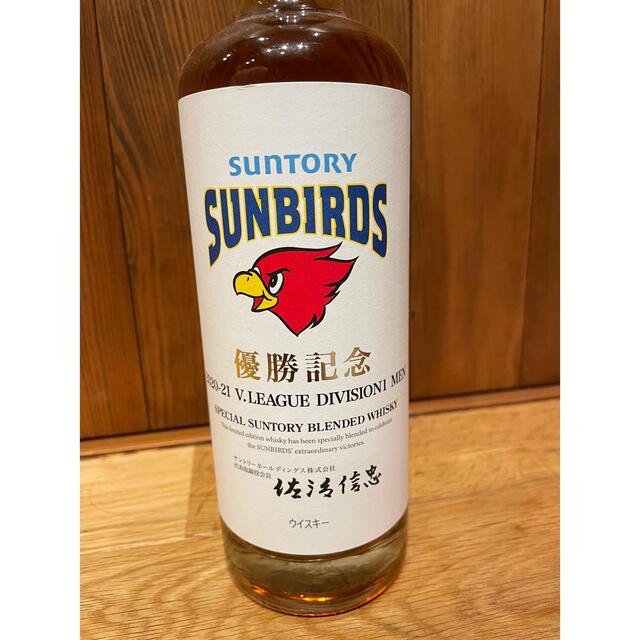 SUNTORY
SUNBIRDS
優勝記念
2020-21 V.LEAGUE DIVISION1 MEN
SPECIAL SUNTORY BLENDED WHISKY
This limited edition whisky has been specially blended to celebrate
the SUNBIRDS' extraordinary victories.
サントリーホールディングス株式会社
代表取締役会長 佐治信忠
ウイスキー